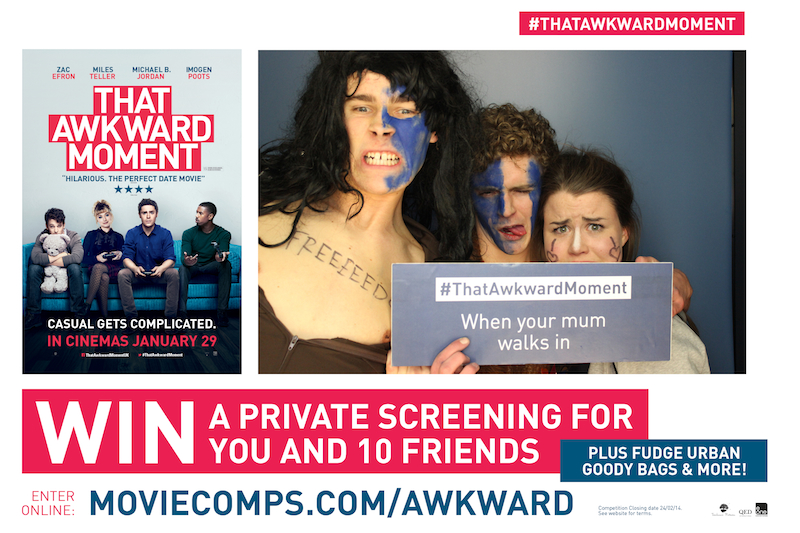 #THATAWKWARDMOMENT
ZAC EFRON
MILES TELLER
MICHAEL B. JORDAN
IMOGEN POOTS
THAT
AWKWARD
MOMENT
"HILARIOUS. THE PERFECT DATE MOVIE"
CASUAL GETS COMPLICATED.
IN CINEMAS JANUARY 29
ThatAwkwardMomentUK #ThatAwkwardMoment
FREEEEED
#ThatAwkwardMoment
When your mum
walks in
WIN
A PRIVATE SCREENING FOR
YOU AND 10 FRIENDS
PLUS FUDGE URBAN
GOODY BAGS & MORE!
ENTER
ONLINE:
MOVIECOMPS.COM/AWKWARD
Competition Closing date 24/02/14.
See website for terms.
QED